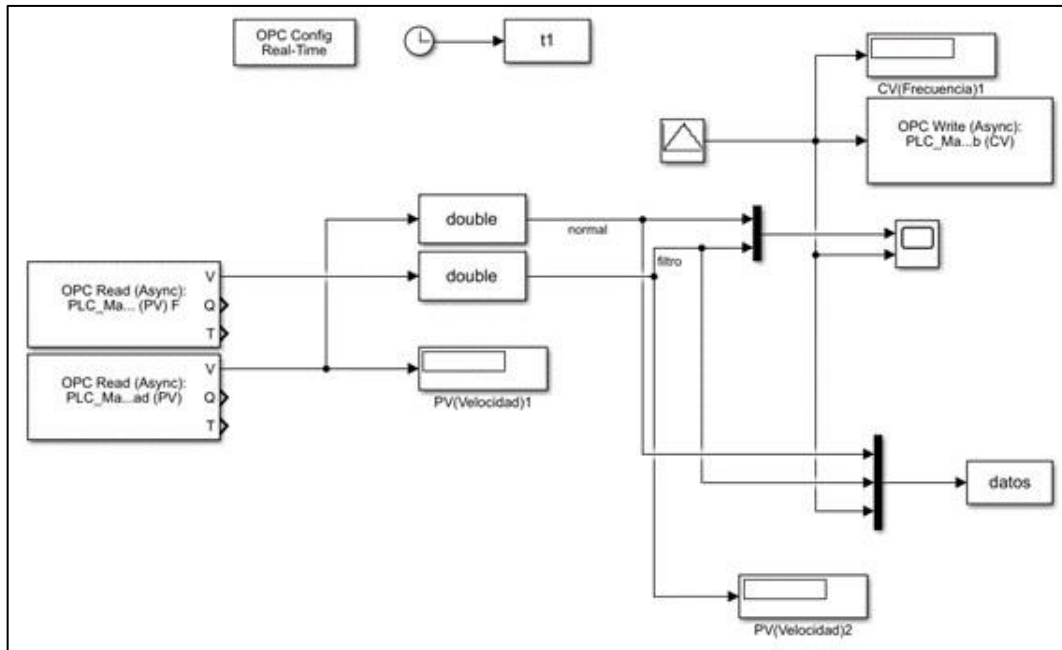 OPC Config
Real-Time
t1
CV(Frecuencia)1
OPC Write (Async):
PLC_Ma...b (CV)
double
normal
double
filtro
V
OPC Read (Async):
PLC_Ma... (PV) F
Q
T
V
OPC Read (Async):
PLC_Ma...ad (PV)
Q
T
PV(Velocidad)1
datos
PV(Velocidad)2